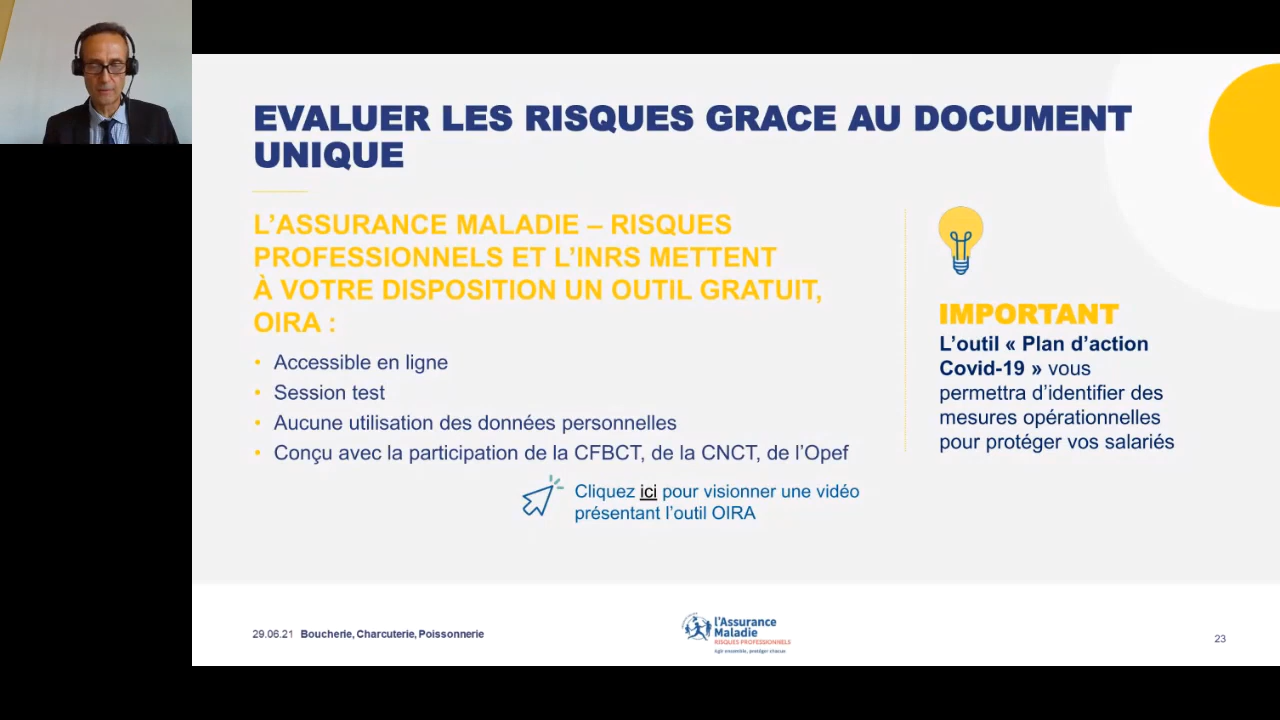 EVALUER LES RISQUES GRACE AU DOCUMENT
UNIQUE
L'ASSURANCE MALADIE – RISQUES
PROFESSIONNELS ET L'INRS METTENT
À VOTRE DISPOSITION UN OUTIL GRATUIT,
OIRA :
• Accessible en ligne
• Session test
• Aucune utilisation des données personnelles
• Conçu avec la participation de la CFBCT, de la CNCT, de l'Opef
Cliquez ici pour visionner une vidéo
présentant l'outil OIRA
IMPORTANT
L'outil « Plan d'action
Covid-19 » vous
permettra d'identifier des
mesures opérationnelles
pour protéger vos salariés
29.06.21 Boucherie, Charcuterie, Poissonnerie
l'Assurance
Maladie
RISQUES PROFESSIONNELS
Agir ensemble, protéger chacun
23